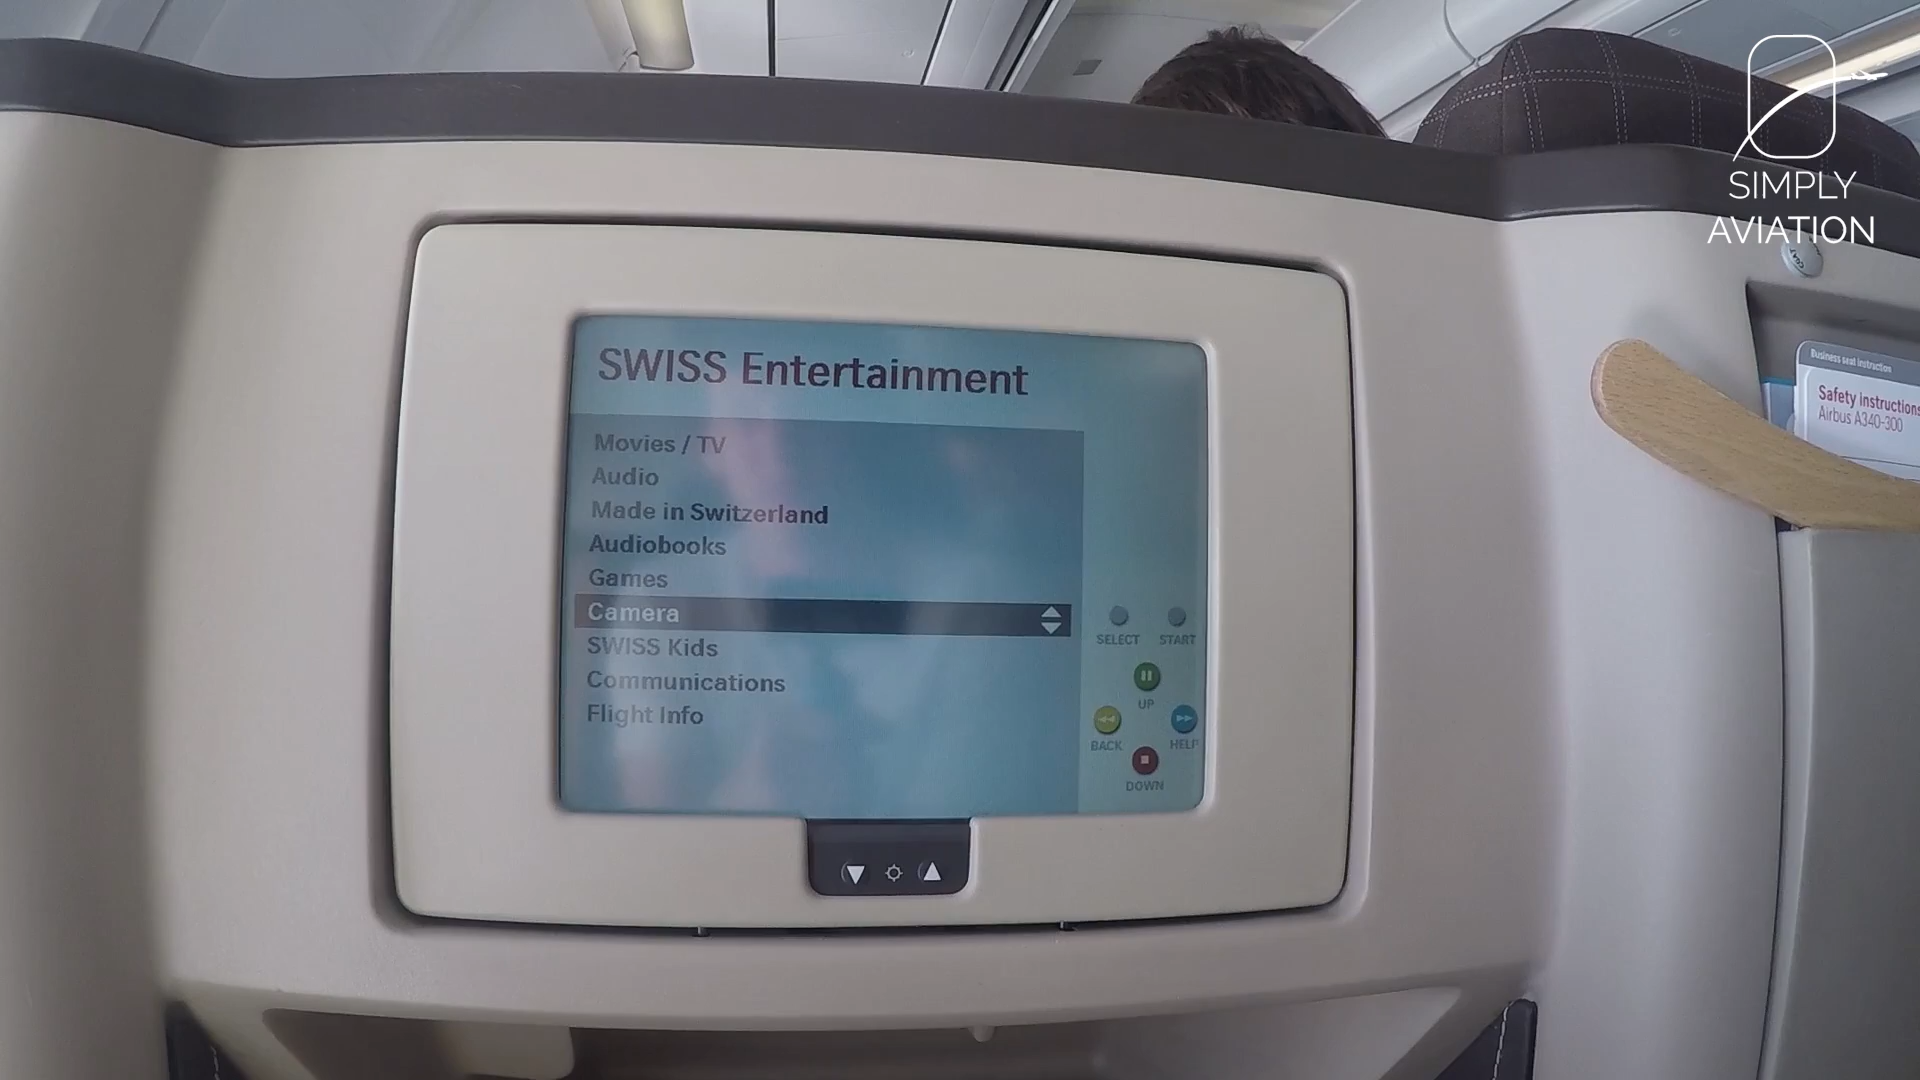 SIMPLY
AVIATION
SWISS Entertainment
Movies / TV
Audio
Made in Switzerland
Audiobooks
Games
Camera
SWISS Kids
Communications
Flight Info
SELECT
START
UP
BACK
HELP
DOWN
Business seat instruction
Safety instructions
Airbus A340-300